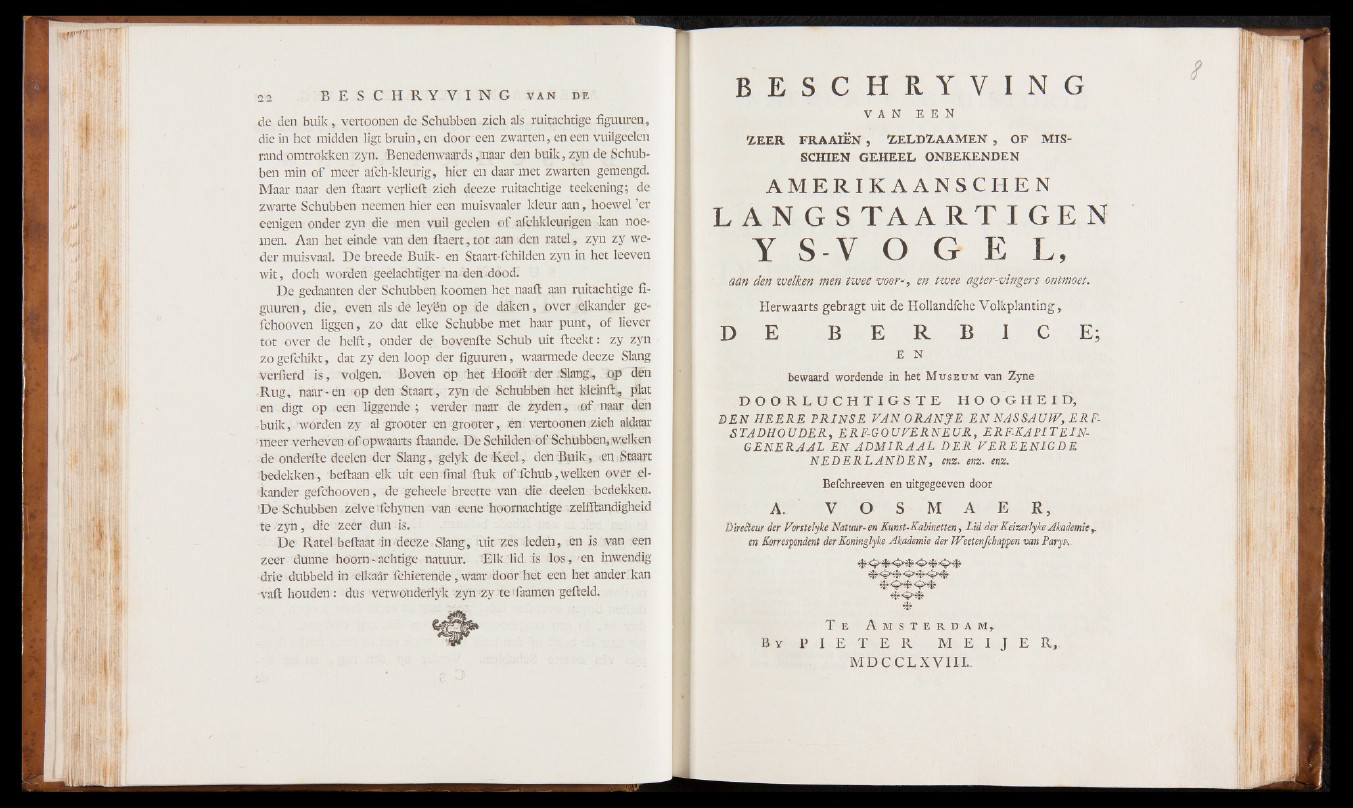 22 BESCHRYVING VAN DE
de den buik, vertoonen de Schubben zich als ruitachtige figuuren,
die in het midden ligt bruin, en door een zwarten, en een vuilgeelen
rand omtrokken zyn. Benedenwaards, naar den buik, zyn de Schub-
ben min of meer aſch-kleurig, hier en daar met zwarten gemengd.
Maar naar den ſtaart verlieſt zich deeze ruitachtige teekening; de
zwarte Schubben neemen hier een muisvaaler kleur aan, hoewel 'er
eenigen onder zyn die men vuil geelen of aſchkleurigen kan noe-
men. Aan het einde van den ſtaert, tot aan den ratel, zyn zy we-
der muisvaal. De breede Buik- en Staart-ſchilden zyn in het leeven
wit, doch worden geelachtiger na den dood.
De gedaanten der Schubben koomen het naaſt aan ruitachtige fi-
guuren, die, even als de leyën op de daken, over elkander ge-
ſchooven liggen, zo dat elke Schubbe met haar punt, of liever
tot over de helft, onder de bovenſte Schub uit ſteekt: zy zyn
zo geſchikt, dat zy den loop der figuuren, waarmede deeze Slang
verſierd is, volgen. Boven op het Hooft der Slang, op den
Rug, naar-en op den Staart, zyn de Schubben het kleinſt, plat
en digt op een liggende; verder naar de zyden, of naar den
buik, worden zy al grooter en grooter, en vertoonen zich aldaar
meer verheven of opwaarts ſtaande. De Schilden of Schubben, welken
de onderſte deelen der Slang, gelyk de Keel, den Buik, en Staart
bedekken, beſtaan elk uit een ſmal ſtuk of ſchub, welken over el-
kander geſchooven, de geheele breette van die deelen bedekken.
De Schubben zelve ſchynen van eene hoornachtige zelfſtandigheid
te zyn, die zeer dun is.
De Ratel beſtaat in deeze Slang, uit zes leden, en is van een
zeer dunne hoorn-achtige natuur. Elk lid is los, en inwendig
drie dubbeld in elkaâr ſchietende, waar door het een het ander kan
vaſt houden: dus verwonderlyk zyn zy te ſaamen geſteld.
8
BESCHRYVING
VAN EEN
ZEER FRAAIËN, ZELDZAAMEN, OF MIS-
SCHIEN GEHEEL ONBEKENDEN
AMERIKAANSCHEN
LANGSTAARTIGEN
YS-VOGEL,
aan den welken men twee voor-, en twee agter-vingers ontmoet.
Herwaarts gebragt uit de Hollandſche Volkplanting,
DE BERBICE;
EN
bewaard wordende in het MUSEUM van Zyne
DOORLUCHTIGSTE HOOGHEID,
DEN HEERE PRINSE VAN ORANJE EN NASSAUW, ERF-
STADHOUDER, ERF-GOUVERNEUR, ERF-KAPITEIN-
GENERAAL EN ADMIRAAL DER VEREENIGDE
NEDERLANDEN, enz. enz. enz.
Beſchreeven en uitgegeeven door
A. VOSMAER,
Directeur der Vorstelyke Natuur- en Kunst-Kabinetten, Lid der Keizerlyke Akademie,
en Korrespondent der Koninglyke Akademie der Weetenſchappen van Parys.
TE AMSTERDAM,
BY PIETER MEIJER,
MDCCLXVIII.